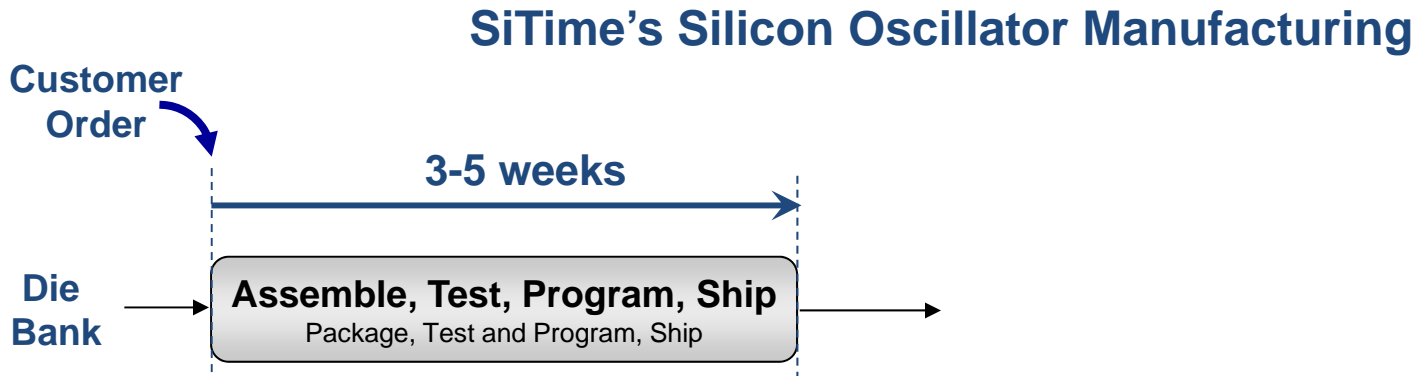 SiTime’s Silicon Oscillator Manufacturing
Customer
Order
3-5 weeks
Die
Bank
Assemble, Test, Program, Ship
Package, Test and Program, Ship